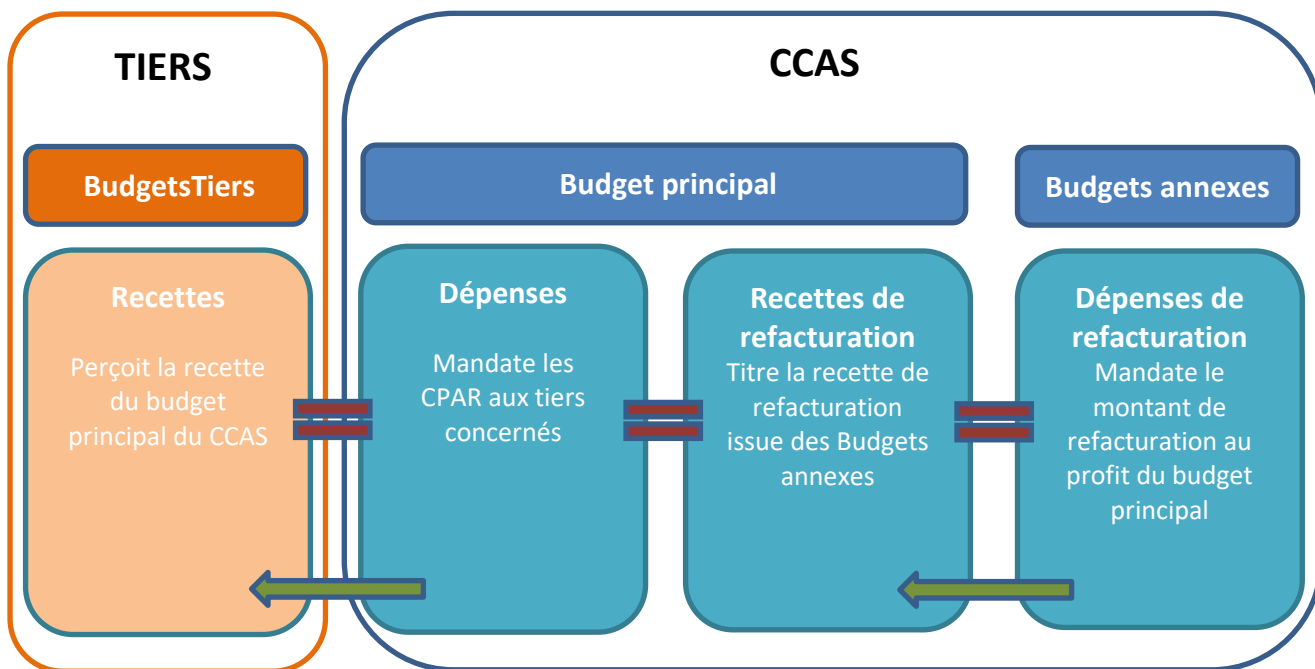 TIERS
BudgetsTiers
Recettes
Perçoit la recette
du budget
principal du CCAS
CCAS
Budget principal
Dépenses
Mandate les
CPAR aux tiers
concernés
Recettes de
refacturation
Titre la recette de
refacturation
issue des Budgets
annexes
Budgets annexes
Dépenses de
refacturation
Mandate le
montant de
refacturation au
profit du budget
principal